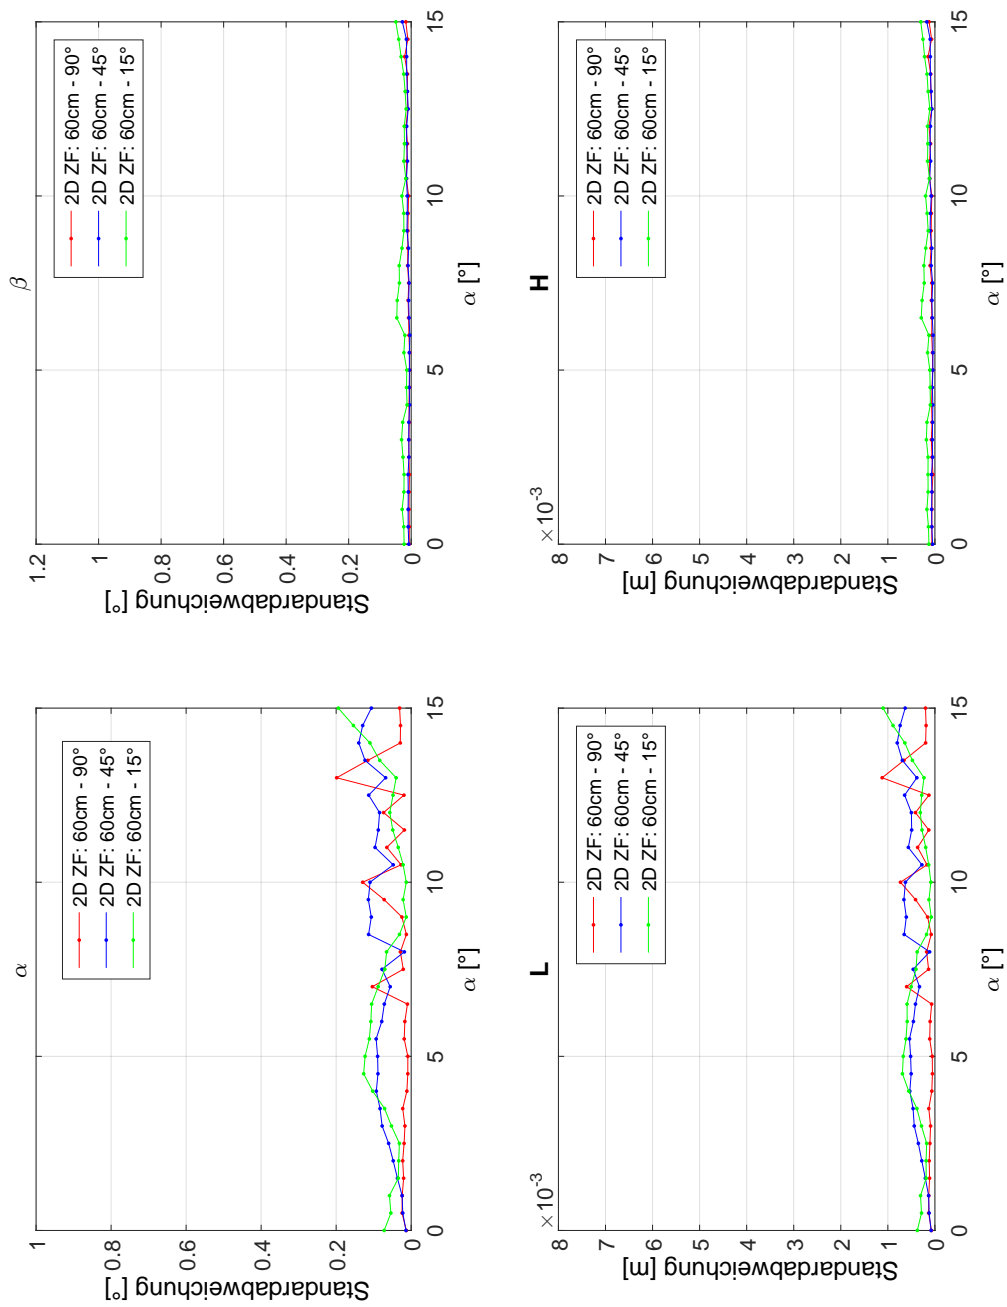 α
1
0.8
0.6
0.4
0.2
0
Standardabweichung [°]
0
5
10
15
α [°]
2D ZF: 60cm - 90°
2D ZF: 60cm - 45°
2D ZF: 60cm - 15°
β
1.2
1
0.8
0.6
0.4
0.2
0
Standardabweichung [°]
0
5
10
15
α [°]
2D ZF: 60cm - 90°
2D ZF: 60cm - 45°
2D ZF: 60cm - 15°
L
×10⁻³
8
7
6
5
4
3
2
1
0
Standardabweichung [m]
0
5
10
15
α [°]
2D ZF: 60cm - 90°
2D ZF: 60cm - 45°
2D ZF: 60cm - 15°
H
×10⁻³
8
7
6
5
4
3
2
1
0
Standardabweichung [m]
0
5
10
15
α [°]
2D ZF: 60cm - 90°
2D ZF: 60cm - 45°
2D ZF: 60cm - 15°